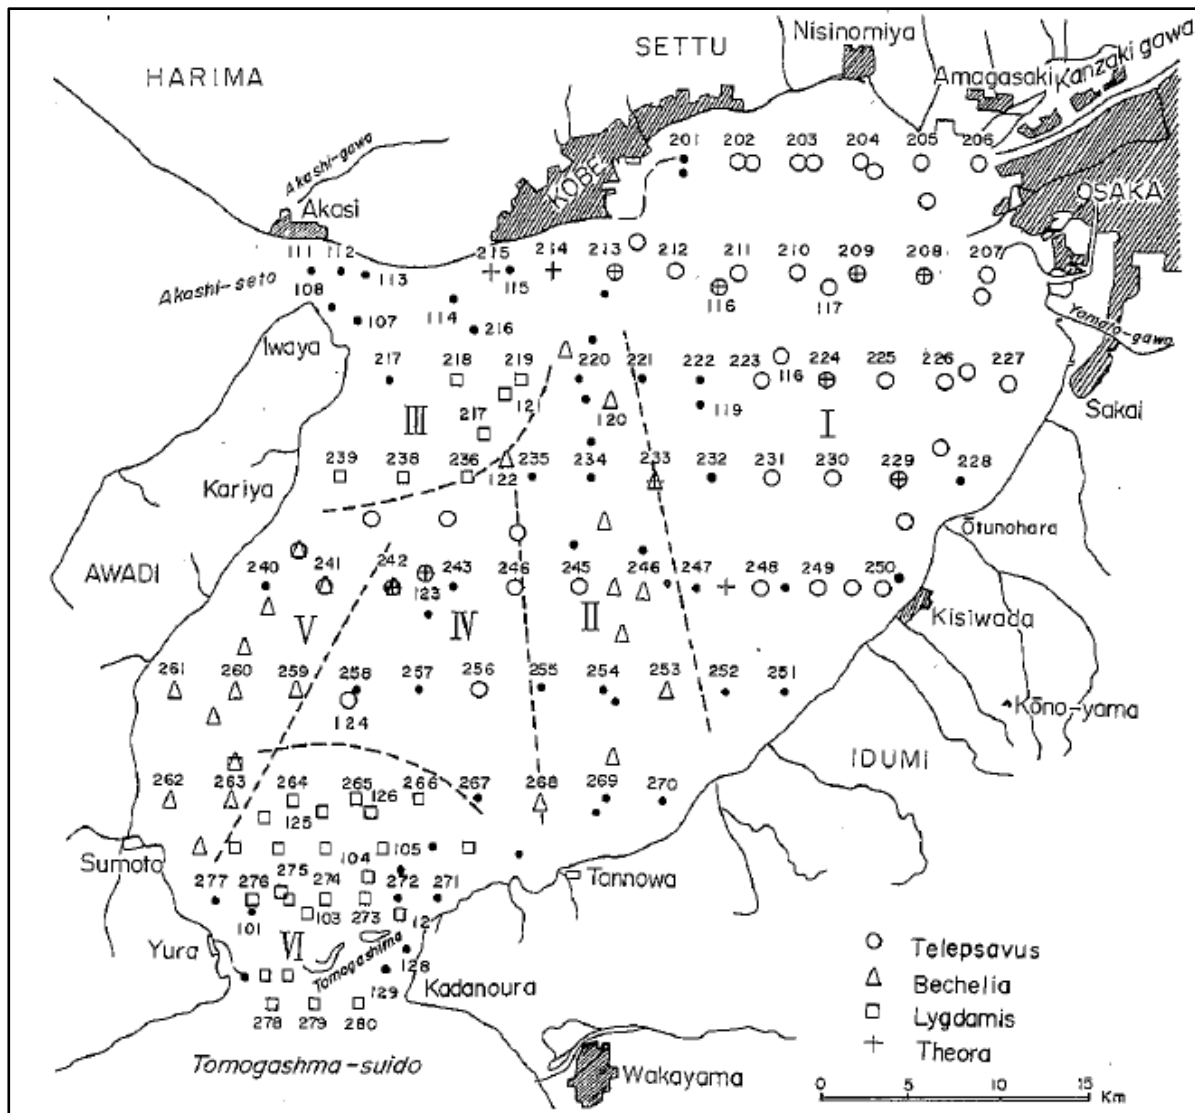 SETTU
Nisinomiya
HARIMA
Amagasaki
Kanzaki gawa
KOBE
OSAKA
Akashi-gawa
Akasi
201 202 203 204 205 206
111 112 113
215 214 213 212 211 210 209 208 207
Akashi-seto
108 107
114 115 216
116 117
Yamato-gawa
Iwaya
217 218 219 220 221 222 223 116 224 225 226 227
Sakai
III
12
217
120
119
I
239 238 236 122 235 234 233 232 231 230 229 228
Kariya
Ōtunohara
AWADI
240 241 242 123 243 246 245 246 247 248 249 250
V
IV
II
Kisiwada
261 260 259 258 257 256 255 254 253 252 251
124
Kōno-yama
IDUMI
262 263 264 265 266 267 268 269 270
125 126
Sumoto
104 105
Tannowa
277 276 275 274 272 271
101 103 273 12
Yura
VI
Tomogashima
128
129
Kadanoura
278 279 280
Tomogashma-suido
Wakayama
Telepsavus
Bechelia
Lygdamis
Theora
0 5 10 15
Km